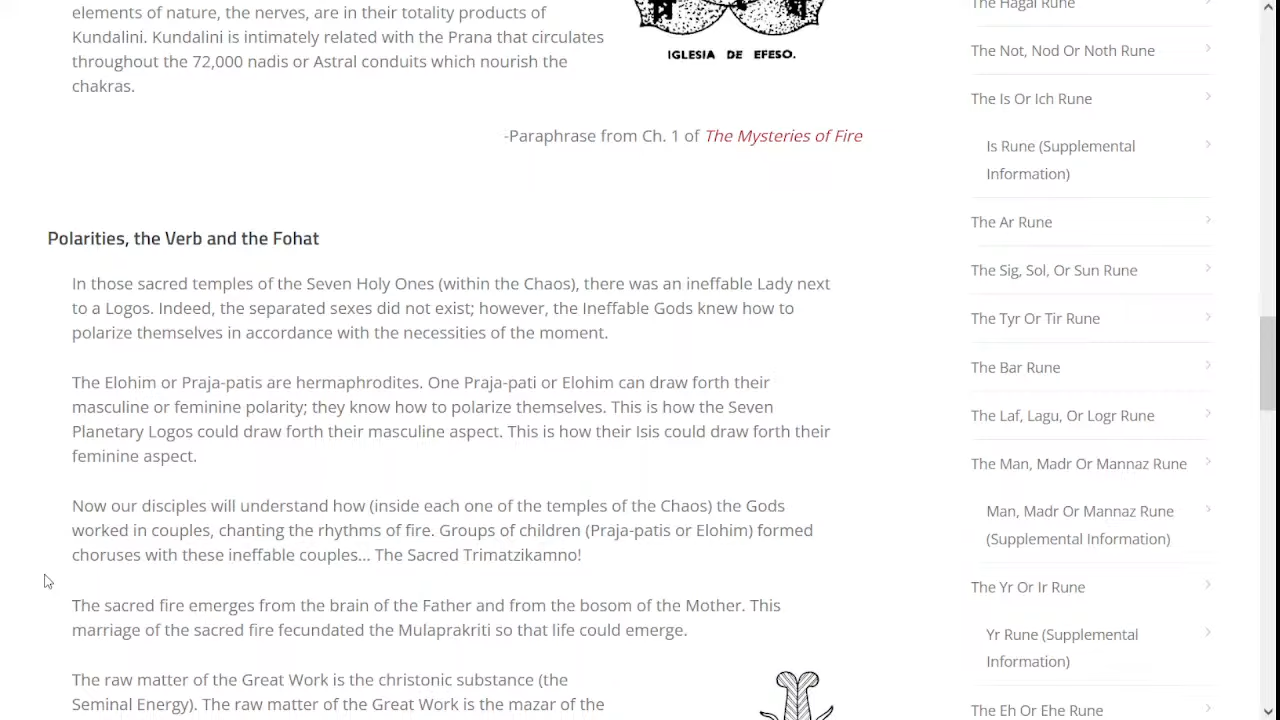 elements of nature, the nerves, are in their totality products of
Kundalini. Kundalini is intimately related with the Prana that circulates
throughout the 72,000 nadis or Astral conduits which nourish the
chakras.
IGLESIA DE EFESO.
-Paraphrase from Ch. 1 of The Mysteries of Fire
Polarities, the Verb and the Fohat
In those sacred temples of the Seven Holy Ones (within the Chaos), there was an ineffable Lady next
to a Logos. Indeed, the separated sexes did not exist; however, the Ineffable Gods knew how to
polarize themselves in accordance with the necessities of the moment.
The Elohim or Praja-patis are hermaphrodites. One Praja-pati or Elohim can draw forth their
masculine or feminine polarity; they know how to polarize themselves. This is how the Seven
Planetary Logos could draw forth their masculine aspect. This is how their Isis could draw forth their
feminine aspect.
Now our disciples will understand how (inside each one of the temples of the Chaos) the Gods
worked in couples, chanting the rhythms of fire. Groups of children (Praja-patis or Elohim) formed
choruses with these ineffable couples... The Sacred Trimatzikamno!
The sacred fire emerges from the brain of the Father and from the bosom of the Mother. This
marriage of the sacred fire fecundated the Mulaprakriti so that life could emerge.
The raw matter of the Great Work is the christonic substance (the
Seminal Energy). The raw matter of the Great Work is the mazar of the
The Hagal Rune
The Not, Nod Or Noth Rune
The Is Or Ich Rune
Is Rune (Supplemental
Information)
The Ar Rune
The Sig, Sol, Or Sun Rune
The Tyr Or Tir Rune
The Bar Rune
The Laf, Lagu, Or Logr Rune
The Man, Madr Or Mannaz Rune
Man, Madr Or Mannaz Rune
(Supplemental Information)
The Yr Or Ir Rune
Yr Rune (Supplemental
Information)
The Eh Or Ehe Rune